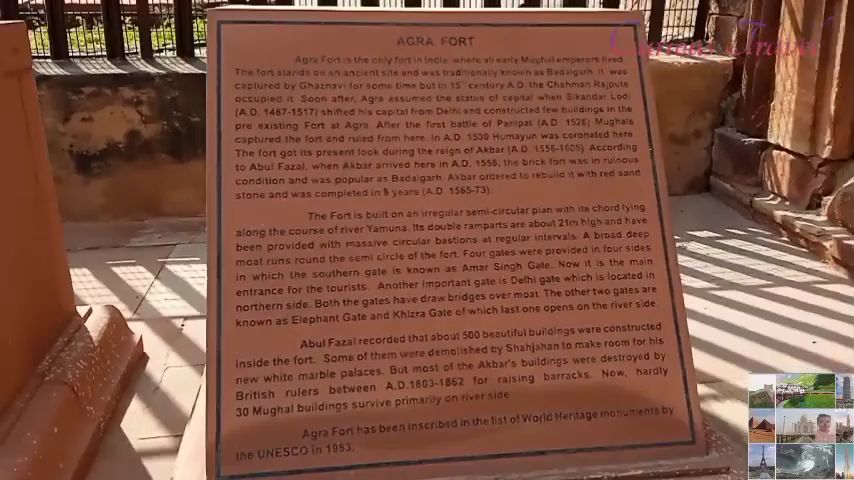 AGRA FORT
Agra Fort is the only fort in India, where all early Mughal emperors lived.
The fort stands on an ancient site and was traditionally known as Badalgarh. It was
captured by Ghaznavi for some time but in 15th century A.D. the Chahman Rajputs
occupied it. Soon after, Agra assumed the status of capital when Sikandar Lodi
(A.D. 1487-1517) shifted his capital from Delhi and constructed few buildings in the
pre existing Fort at Agra. After the first battle of Panipat (A.D. 1526) Mughals
captured the fort and ruled from here. In A.D. 1530 Humayun was coronated here.
The fort got its present look during the reign of Akbar (A.D. 1556-1605). According
to Abul Fazal, when Akbar arrived here in A.D. 1558, the brick fort was in ruinous
condition and was popular as Badalgarh. Akbar ordered to rebuild it with red sand
stone and was completed in 8 years (A.D. 1565-73).
The Fort is built on an irregular semi-circular plan with its chord lying
along the course of river Yamuna. Its double ramparts are about 21mt high and have
been provided with massive circular bastions at regular intervals. A broad deep
moat runs round the semi circle of the fort. Four gates were provided in four sides
in which the southern gate is known as Amar Singh Gate. Now it is the main
entrance for the tourists. Another important gate is Delhi gate which is located in
northern side. Both the gates have draw bridges over moat. The other two gates are
known as Elephant Gate and Khizra Gate of which last one opens on the river side.
Abul Fazal recorded that about 500 beautiful buildings were constructed
inside the fort. Some of them were demolished by Shahjahan to make room for his
new white marble palaces. But most of the Akbar's buildings were destroyed by
British rulers between A.D.1803-1862 for raising barracks. Now, hardly
30 Mughal buildings survive primarily on river side.
Agra Fort has been inscribed in the list of World Heritage monuments by
the UNESCO in 1983.